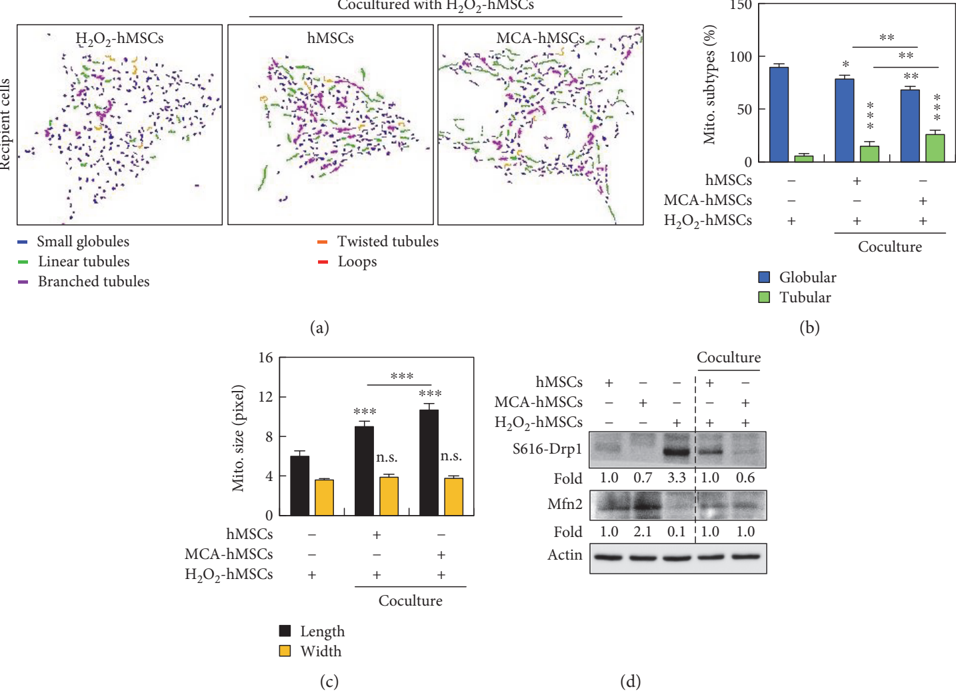 Cocultured with H₂O₂-hMSCs
H₂O₂-hMSCs
hMSCs
MCA-hMSCs
Recipient cells
Small globules
Linear tubules
Branched tubules
Twisted tubules
Loops
(a)
150
100
50
0
Mito. subtypes (%)
*
***
**
**
**
***
hMSCs – + –
MCA-hMSCs – – +
H₂O₂-hMSCs + + +
Coculture
Globular
Tubular
(b)
16
12
8
4
0
Mito. size (pixel)
***
***
***
n.s.
n.s.
hMSCs – + –
MCA-hMSCs – – +
H₂O₂-hMSCs + + +
Coculture
Length
Width
(c)
Coculture
hMSCs + – – + –
MCA-hMSCs – + – – +
H₂O₂-hMSCs – – + + +
S616-Drp1
Fold 1.0 0.7 3.3 1.0 0.6
Mfn2
Fold 1.0 2.1 0.1 1.0 1.0
Actin
(d)